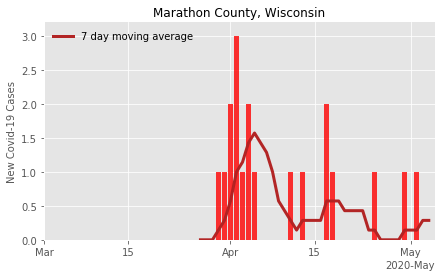 Marathon County, Wisconsin
7 day moving average
New Covid-19 Cases
3.0
2.5
2.0
1.5
1.0
0.5
0.0
Mar
15
Apr
15
May
2020-May